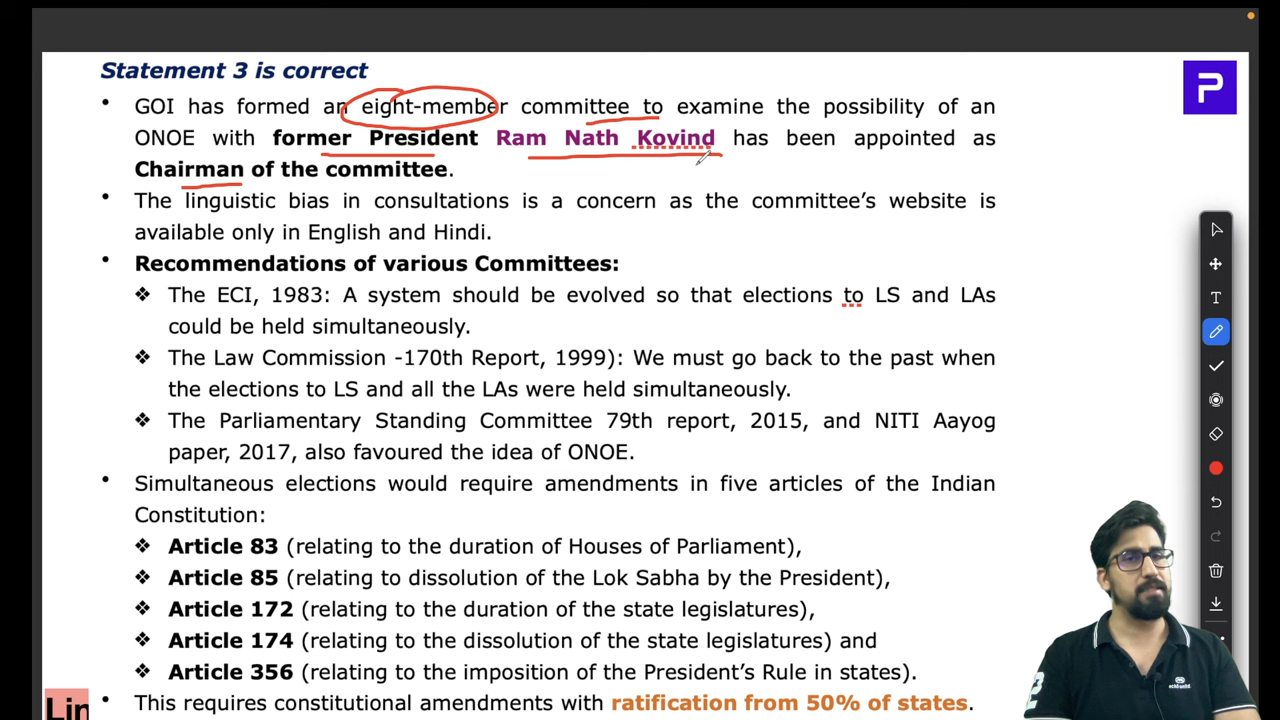 Statement 3 is correct
• GOI has formed an eight-member committee to examine the possibility of an
ONOE with former President Ram Nath Kovind has been appointed as
Chairman of the committee.
• The linguistic bias in consultations is a concern as the committee’s website is
available only in English and Hindi.
• Recommendations of various Committees:
❖ The ECI, 1983: A system should be evolved so that elections to LS and LAs
could be held simultaneously.
❖ The Law Commission -170th Report, 1999): We must go back to the past when
the elections to LS and all the LAs were held simultaneously.
❖ The Parliamentary Standing Committee 79th report, 2015, and NITI Aayog
paper, 2017, also favoured the idea of ONOE.
• Simultaneous elections would require amendments in five articles of the Indian
Constitution:
❖ Article 83 (relating to the duration of Houses of Parliament),
❖ Article 85 (relating to dissolution of the Lok Sabha by the President),
❖ Article 172 (relating to the duration of the state legislatures),
❖ Article 174 (relating to the dissolution of the state legislatures) and
❖ Article 356 (relating to the imposition of the President’s Rule in states).
• This requires constitutional amendments with ratification from 50% of states.
P
T
Lin